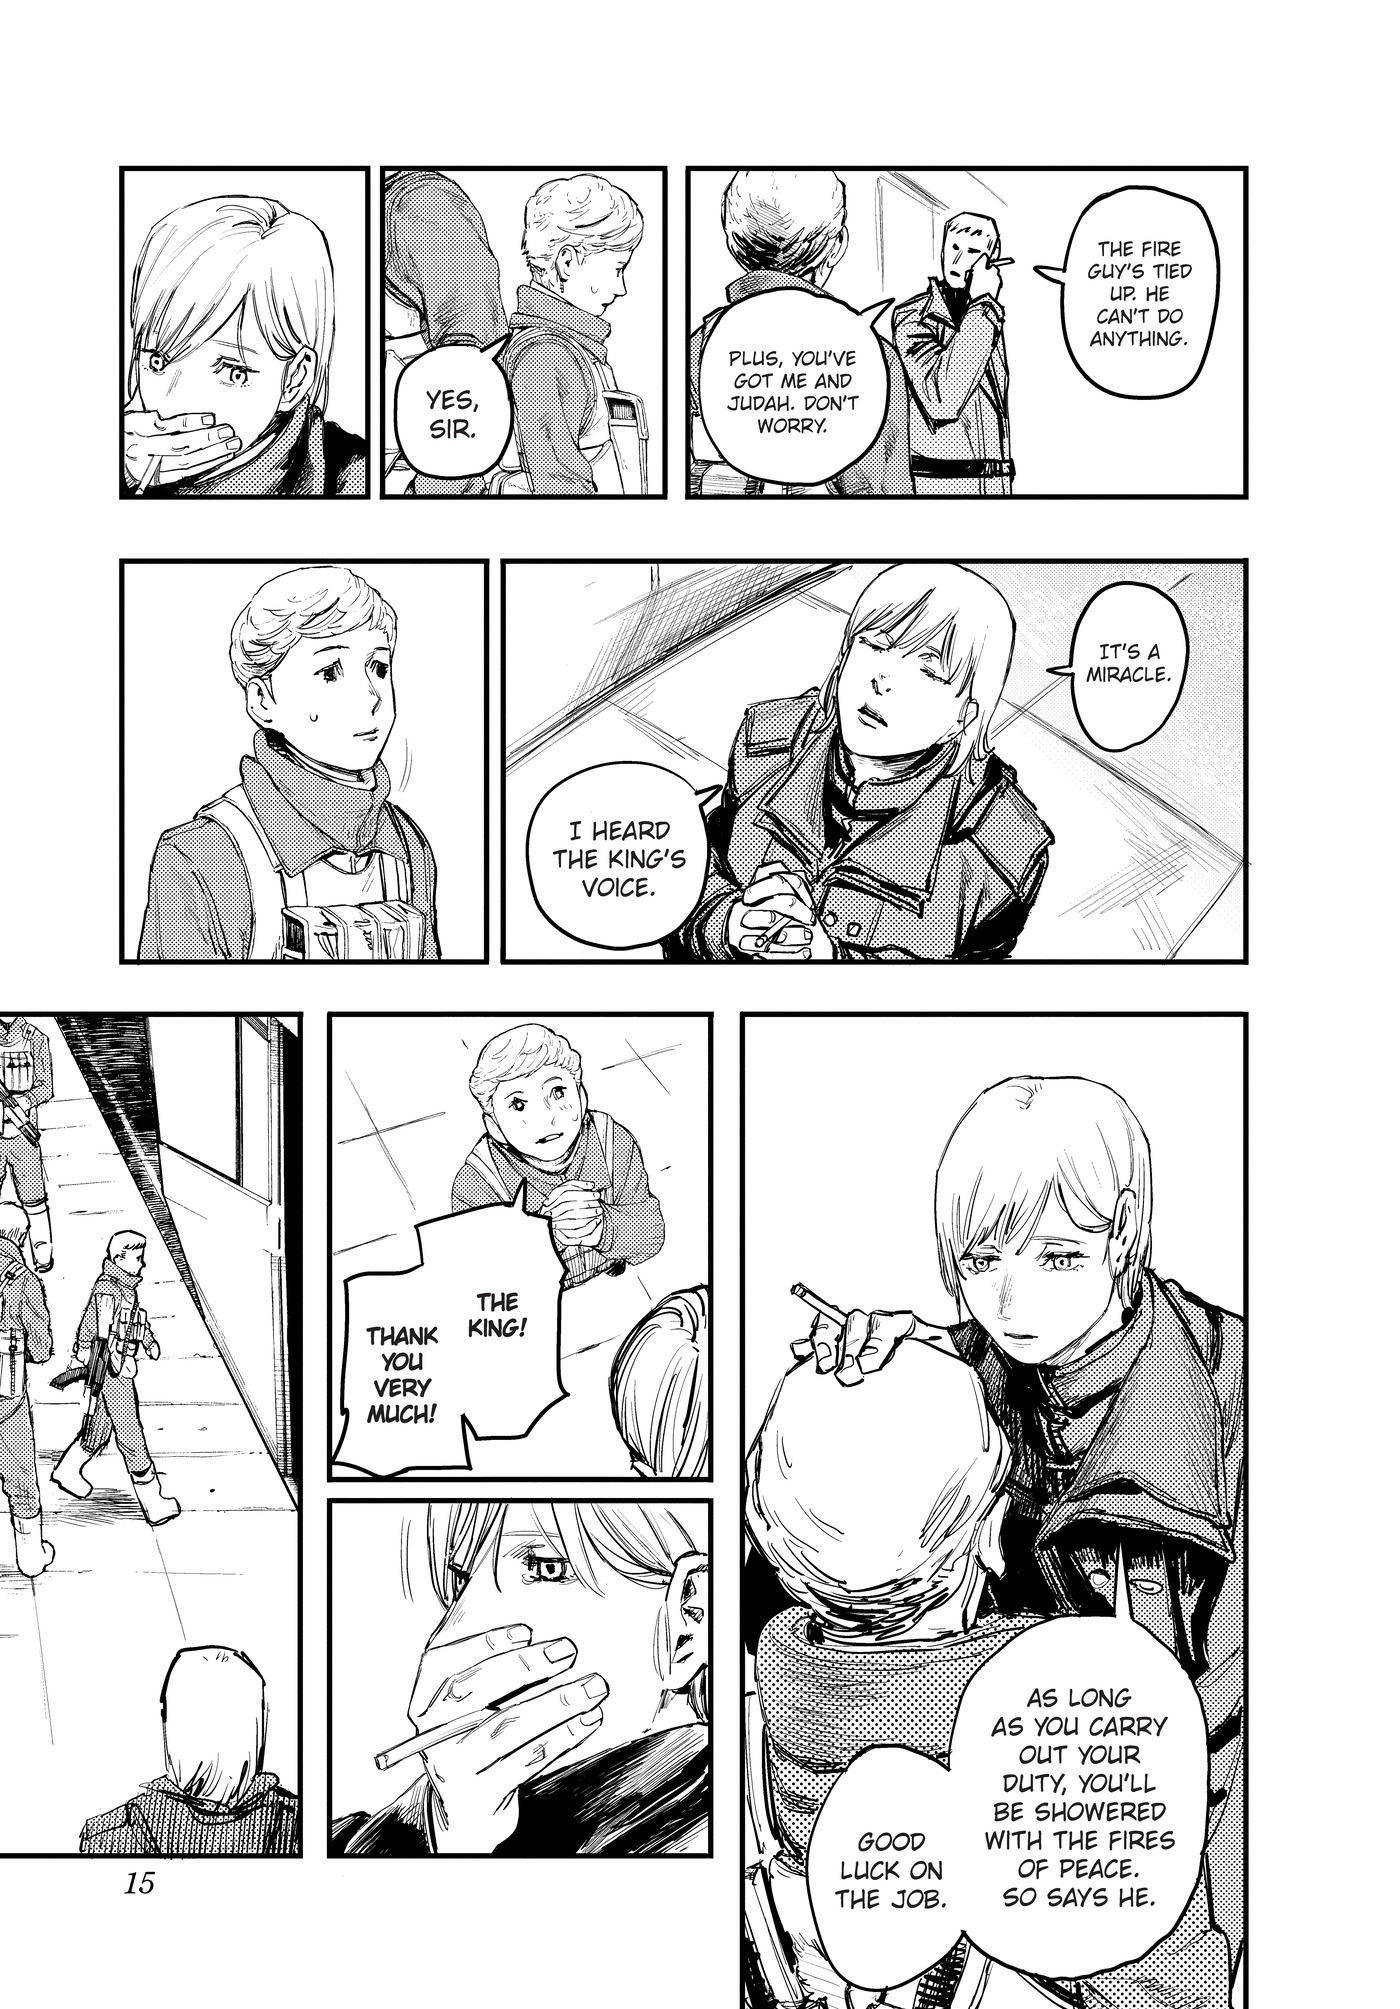 THE FIRE
GUY'S TIED
UP. HE
CAN'T DO
ANYTHING.
PLUS, YOU'VE
GOT ME AND
JUDAH. DON'T
WORRY.
YES,
SIR.
IT'S A
MIRACLE.
I HEARD
THE KING'S
VOICE.
AS LONG
AS YOU CARRY
OUT YOUR
DUTY, YOU'LL
BE SHOWERED
WITH THE FIRES
OF PEACE.
SO SAYS HE.
GOOD
LUCK ON
THE JOB.
THE
KING!
THANK
YOU
VERY
MUCH!
15